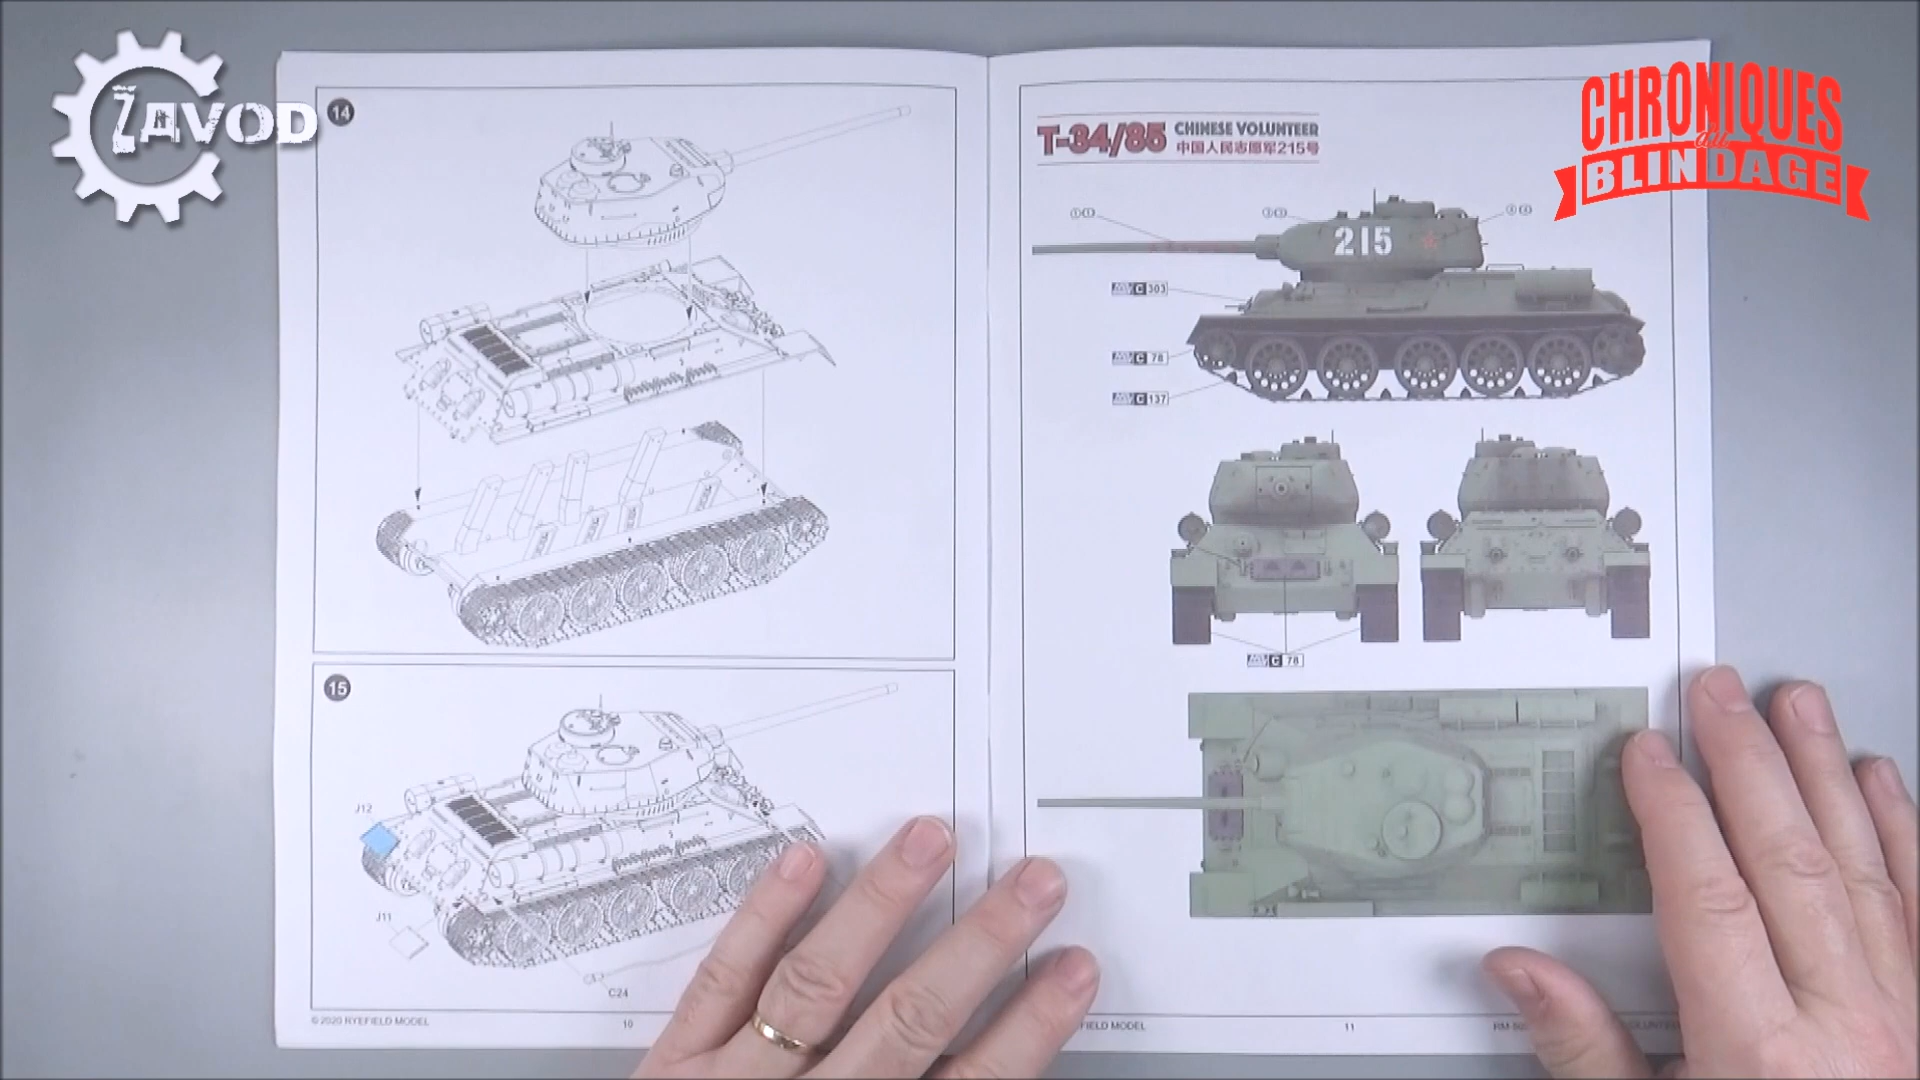 ZAVOD
CHRONIQUES
du
BLINDAGE
14
15
J12
J11
C24
© 2020 RYEFIELD MODEL
10
T-34/85
CHINESE VOLUNTEER
中国人民志愿军215号
215
C 303
C 78
C 137
C 78
FIELD MODEL
11